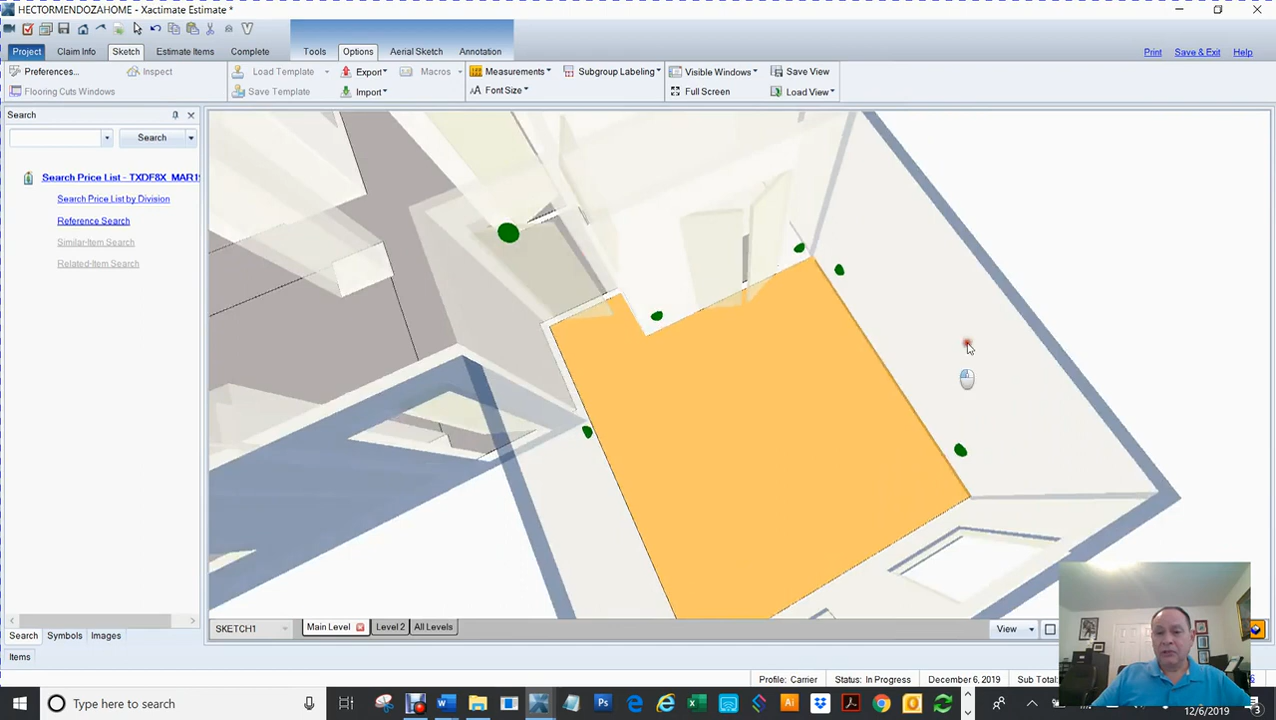 HECTORMENDOZAHOME - Xactimate Estimate *
Project
Claim Info
Sketch
Estimate Items
Complete
Tools
Options
Aerial Sketch
Annotation
Print
Save & Exit
Help
Preferences...
Inspect
Load Template
Export
Macros
Measurements
Subgroup Labeling
Visible Windows
Save View
Flooring Cuts Windows
Save Template
Import
Font Size
Full Screen
Load View
Search
Search
Search Price List - TXDF8X_MAR1
Search Price List by Division
Reference Search
Similar-Item Search
Related-Item Search
SKETCH1
Main Level
Level 2
All Levels
View
Search
Symbols
Images
Items
Profile: Carrier
Status: In Progress
December 6, 2019
Sub Tot
Type here to search
12/6/2019
3